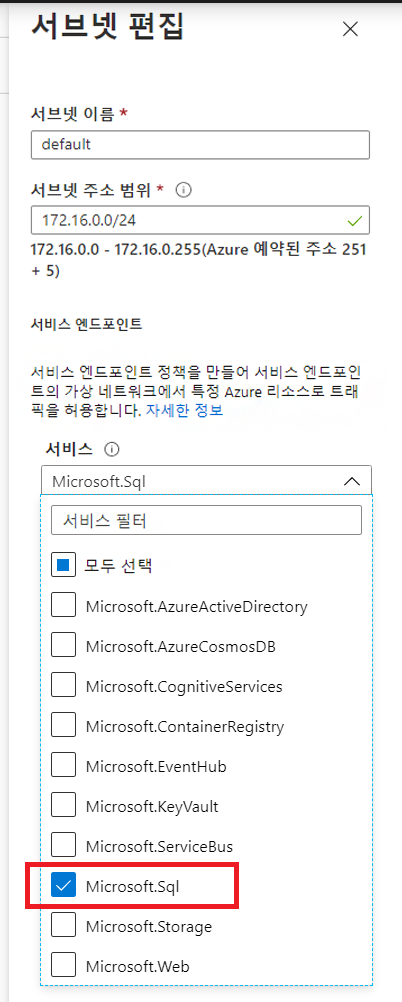 서브넷 편집
서브넷 이름 *
default
서브넷 주소 범위 *
172.16.0.0/24
172.16.0.0 - 172.16.0.255(Azure 예약된 주소 251
+ 5)
서비스 엔드포인트
서비스 엔드포인트 정책을 만들어 서비스 엔드포인
트의 가상 네트워크에서 특정 Azure 리소스로 트래
픽을 허용합니다. 자세한 정보
서비스
Microsoft.Sql
서비스 필터
모두 선택
Microsoft.AzureActiveDirectory
Microsoft.AzureCosmosDB
Microsoft.CognitiveServices
Microsoft.ContainerRegistry
Microsoft.EventHub
Microsoft.KeyVault
Microsoft.ServiceBus
Microsoft.Sql
Microsoft.Storage
Microsoft.Web